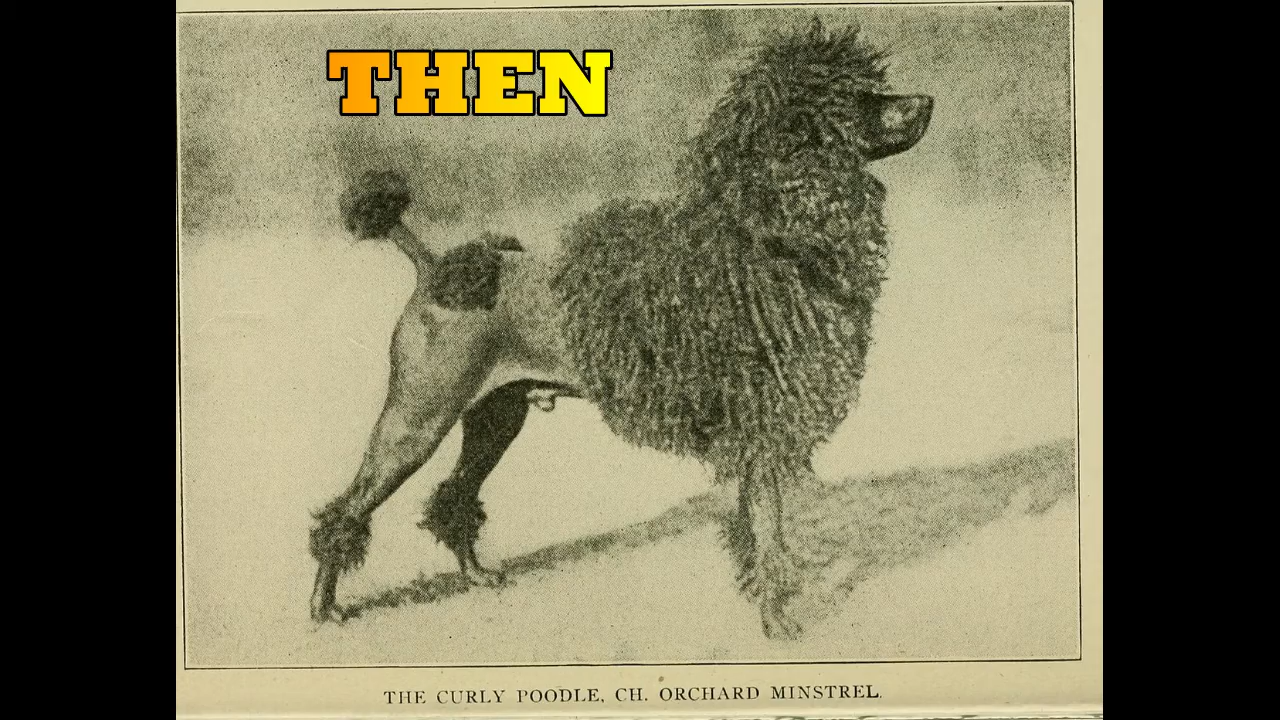 THEN
THE CURLY POODLE, CH. ORCHARD MINSTREL.